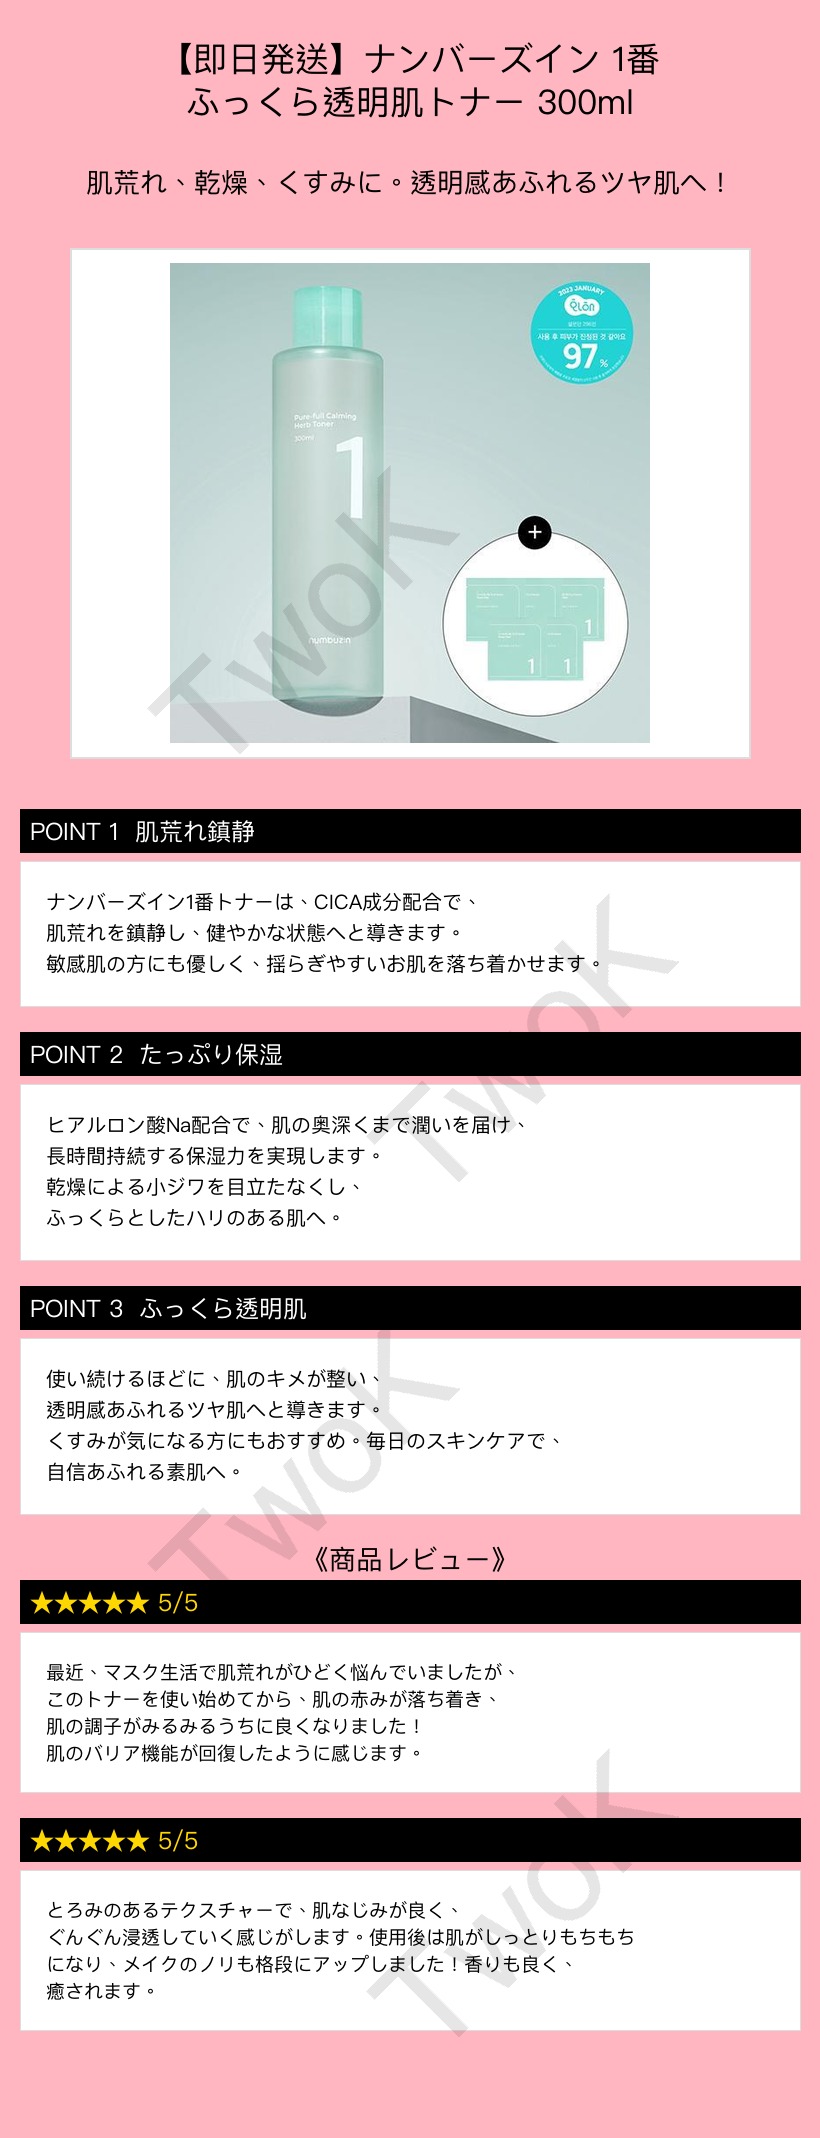 【即日発送】ナンバーズイン 1番
ふっくら透明肌トナー 300ml
肌荒れ、乾燥、くすみに。透明感あふれるツヤ肌へ！
2023 JANUARY
사용 후 피부가 진정된 것 같아요
97 %
Pure-full Calming
Herb Toner
300ml
1
numbuzin
+
1
1 1
TwoK
POINT 1 肌荒れ鎮静
ナンバーズイン1番トナーは、CICA成分配合で、
肌荒れを鎮静し、健やかな状態へと導きます。
敏感肌の方にも優しく、揺らぎやすいお肌を落ち着かせます。
TwoK
POINT 2 たっぷり保湿
ヒアルロン酸Na配合で、肌の奥深くまで潤いを届け、
長時間持続する保湿力を実現します。
乾燥による小ジワを目立たなくし、
ふっくらとしたハリのある肌へ。
POINT 3 ふっくら透明肌
使い続けるほどに、肌のキメが整い、
透明感あふれるツヤ肌へと導きます。
くすみが気になる方にもおすすめ。毎日のスキンケアで、
自信あふれる素肌へ。
TwoK
《商品レビュー》
★★★★★ 5/5
最近、マスク生活で肌荒れがひどく悩んでいましたが、
このトナーを使い始めてから、肌の赤みが落ち着き、
肌の調子がみるみるうちに良くなりました！
肌のバリア機能が回復したように感じます。
★★★★★ 5/5
とろみのあるテクスチャーで、肌なじみが良く、
ぐんぐん浸透していく感じがします。使用後は肌がしっとりもちもち
になり、メイクのノリも格段にアップしました！香りも良く、
癒されます。
TwoK